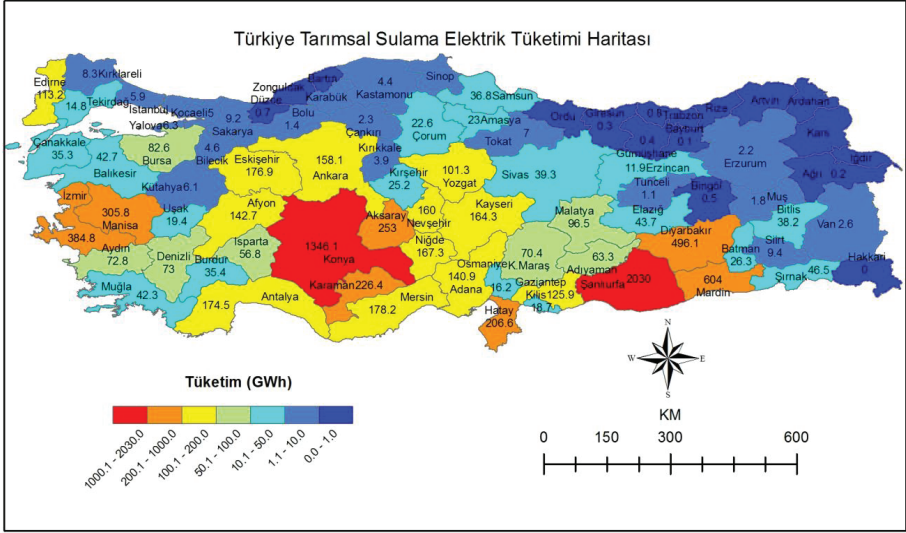 Türkiye Tarımsal Sulama Elektrik Tüketimi Haritası
Edirne
113.2
8.3 Kırklareli
14.8
Tekirdağ
5.9
İstanbul
Kocaeli 5
Yalova 6.3
9.2
Sakarya
Zonguldak
Düzce
0.7
Bartın
Karabük
Bolu
1.4
4.4
Kastamonu
Sinop
2.3
Çankırı
Kırıkkale
3.9
22.6
Çorum
36.8 Samsun
23 Amasya
7
Tokat
Ordu
Giresun
0.3
0.8
Trabzon
Rize
Artvin
Ardahan
0.4
Bayburt
0.1
Gümüşhane
11.9 Erzincan
Kars
2.2
Erzurum
Iğdır
Ağrı 0.2
Çanakkale
35.3
42.7
Balıkesir
82.6
Bursa
4.6
Bilecik
Eskişehir
176.9
158.1
Ankara
Kırşehir
25.2
101.3
Yozgat
Sivas 39.3
Tunceli
1.1
Bingöl
0.5
1.8 Muş
Bitlis
38.2
Van 2.6
Kütahya 6.1
İzmir
305.8
Manisa
384.8
Uşak
19.4
Afyon
142.7
Aksaray
253
160
Nevşehir
Kayseri
164.3
Malatya
96.5
Elazığ
43.7
Diyarbakır
496.1
Batman
26.3
Siirt
9.4
Hakkari
0
Aydın
72.8
Denizli
73
Isparta
56.8
Burdur
35.4
1346.1
Konya
Niğde
167.3
Osmaniye
16.2
70.4
K.Maraş
63.3
Adıyaman
2030
Şanlıurfa
604
Mardin
Şırnak
46.5
Muğla
42.3
174.5
Antalya
Karaman 226.4
Mersin
178.2
140.9
Adana
Gaziantep
Kilis 125.9
18.7
Hatay
206.6
N
W
E
S
Tüketim (GWh)
1000.1 - 2030.0
200.1 - 1000.0
100.1 - 200.0
50.1 - 100.0
10.1 - 50.0
1.1 - 10.0
0.0 - 1.0
KM
0
150
300
600